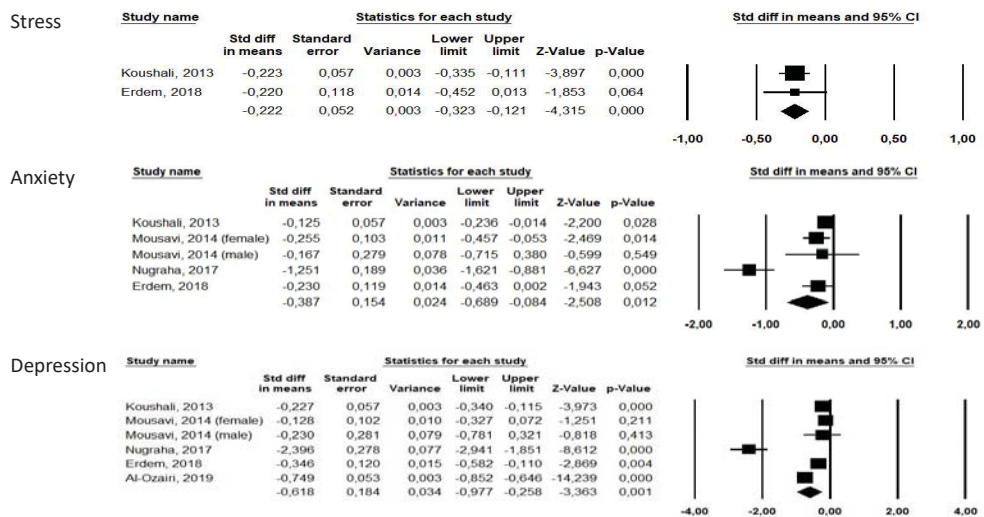 Stress
Study name Statistics for each study Std diff in means and 95% CI
Std diff Standard Lower Upper
in means error Variance limit limit Z-Value p-Value
Koushali, 2013 -0,223 0,057 0,003 -0,335 -0,111 -3,897 0,000
Erdem, 2018 -0,220 0,118 0,014 -0,452 0,013 -1,853 0,064
-0,222 0,052 0,003 -0,323 -0,121 -4,315 0,000
-1,00 -0,50 0,00 0,50 1,00
Anxiety
Study name Statistics for each study Std diff in means and 95% CI
Std diff Standard Lower Upper
in means error Variance limit limit Z-Value p-Value
Koushali, 2013 -0,125 0,057 0,003 -0,236 -0,014 -2,200 0,028
Mousavi, 2014 (female) -0,255 0,103 0,011 -0,457 -0,053 -2,469 0,014
Mousavi, 2014 (male) -0,167 0,279 0,078 -0,715 0,380 -0,599 0,549
Nugraha, 2017 -1,251 0,189 0,036 -1,621 -0,881 -6,627 0,000
Erdem, 2018 -0,230 0,119 0,014 -0,463 0,002 -1,943 0,052
-0,387 0,154 0,024 -0,689 -0,084 -2,508 0,012
-2,00 -1,00 0,00 1,00 2,00
Depression
Study name Statistics for each study Std diff in means and 95% CI
Std diff Standard Lower Upper
in means error Variance limit limit Z-Value p-Value
Koushali, 2013 -0,227 0,057 0,003 -0,340 -0,115 -3,973 0,000
Mousavi, 2014 (female) -0,128 0,102 0,010 -0,327 0,072 -1,251 0,211
Mousavi, 2014 (male) -0,230 0,281 0,079 -0,781 0,321 -0,818 0,413
Nugraha, 2017 -2,396 0,278 0,077 -2,941 -1,851 -8,612 0,000
Erdem, 2018 -0,346 0,120 0,015 -0,582 -0,110 -2,869 0,004
Al-Ozairi, 2019 -0,749 0,053 0,003 -0,852 -0,646 -14,239 0,000
-0,618 0,184 0,034 -0,977 -0,258 -3,363 0,001
-4,00 -2,00 0,00 2,00 4,00